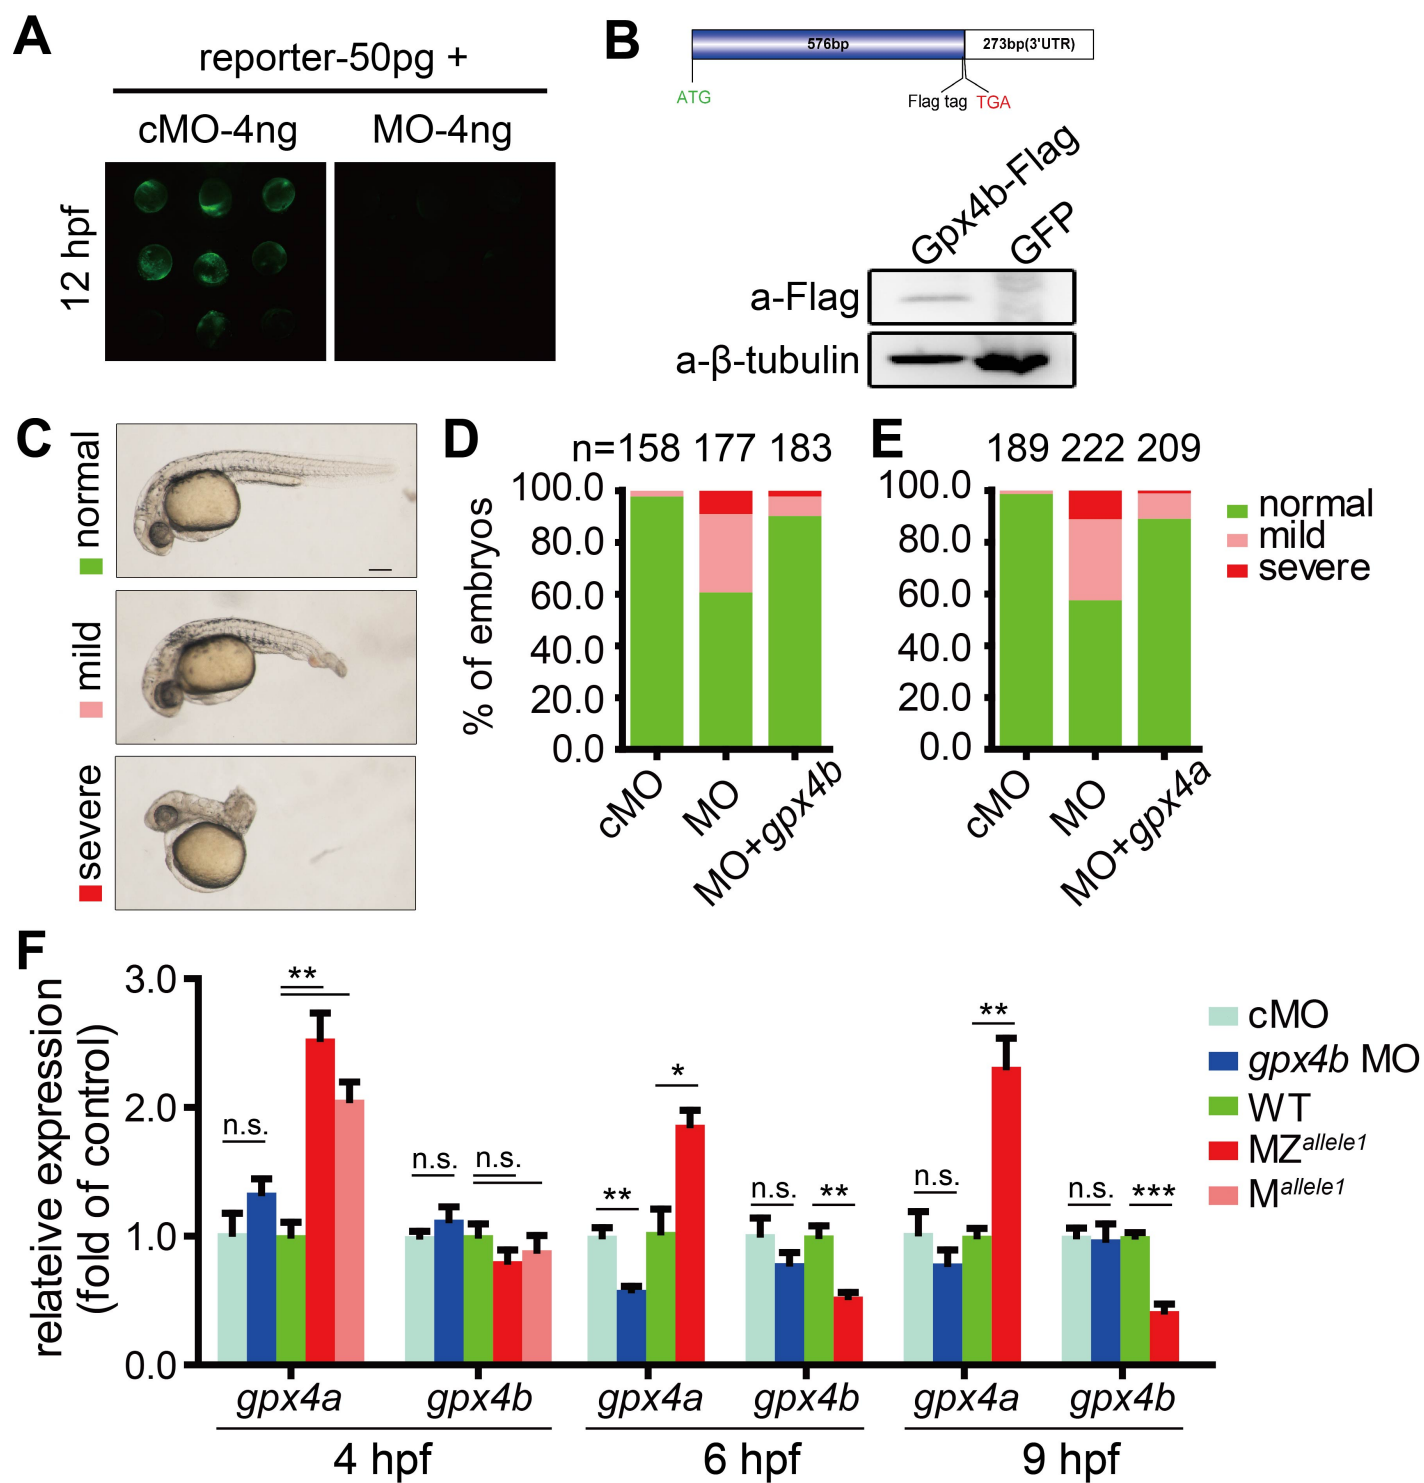 A
reporter-50pg +
cMO-4ng
MO-4ng
12 hpf
B
576bp
273bp(3'UTR)
ATG
Flag tag
TGA
Gpx4b-Flag
GFP
a-Flag
a-β-tubulin
C
normal
mild
severe
D
n=158 177 183
% of embryos
100.0
80.0
60.0
40.0
20.0
0.0
cMO
MO
MO+gpx4b
E
189 222 209
100.0
80.0
60.0
40.0
20.0
0.0
cMO
MO
MO+gpx4a
normal
mild
severe
F
relateive expression
(fold of control)
3.0
2.0
1.0
0.0
n.s.
**
n.s.
n.s.
**
*
n.s.
**
n.s.
**
n.s.
***
gpx4a
gpx4b
gpx4a
gpx4b
gpx4a
gpx4b
4 hpf
6 hpf
9 hpf
cMO
gpx4b MO
WT
MZallele1
Mallele1